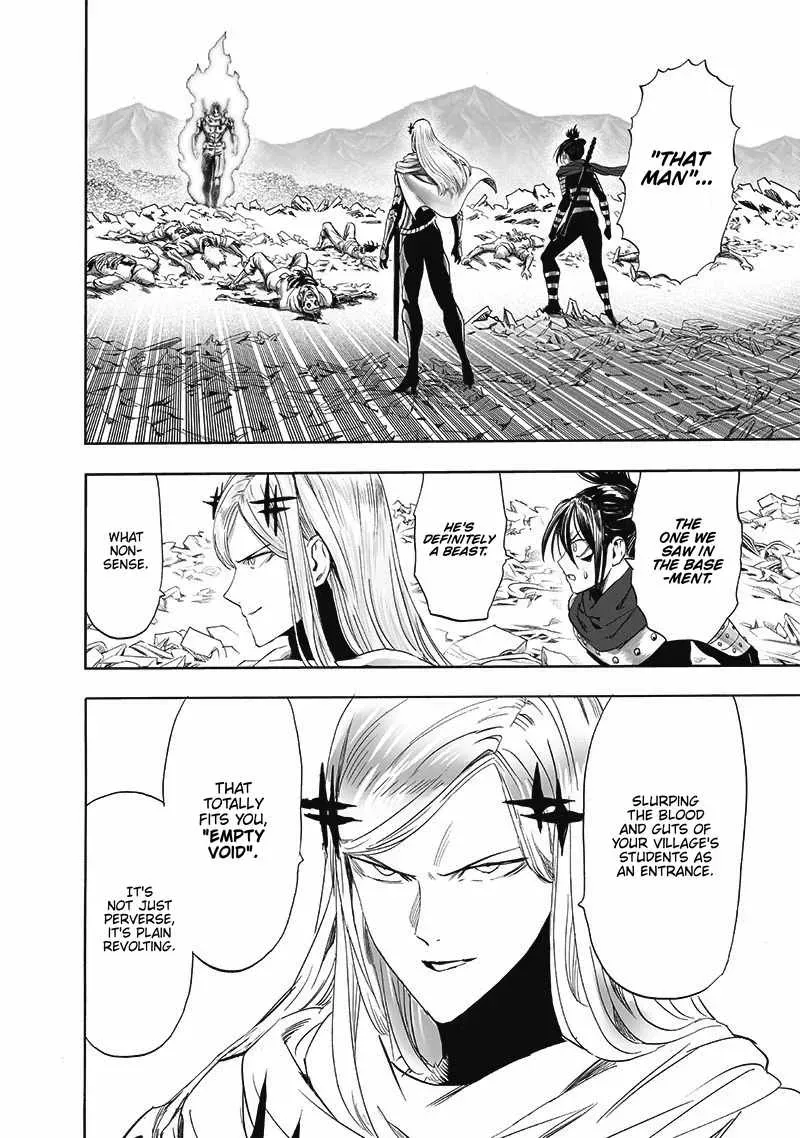 "THAT
MAN"...
THE
ONE WE
SAW IN
THE BASE
-MENT.
HE'S
DEFINITELY
A BEAST.
WHAT
NON-
SENSE.
SLURPING
THE BLOOD
AND GUTS OF
YOUR VILLAGE'S
STUDENTS AS
AN ENTRANCE.
THAT
TOTALLY
FITS YOU,
"EMPTY
VOID".
IT'S
NOT JUST
PERVERSE,
IT'S PLAIN
REVOLTING.